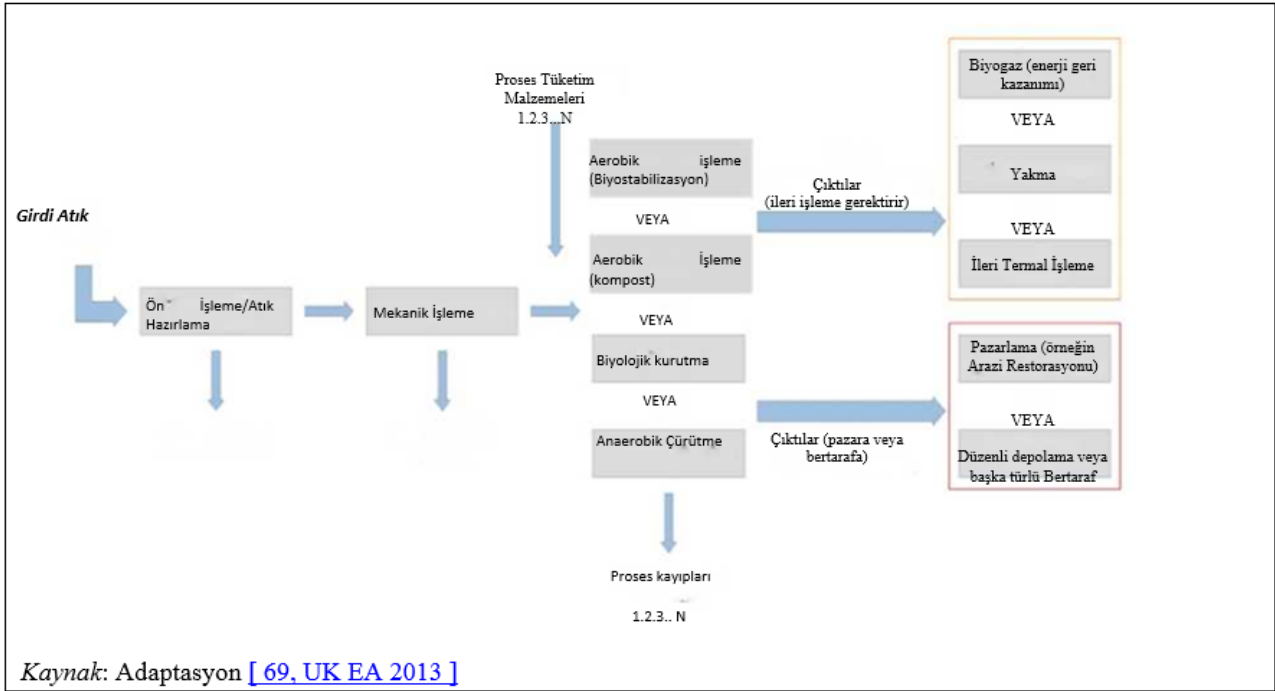 Girdi Atık
Ön İşleme/Atık
Hazırlama
Mekanik İşleme
Proses Tüketim
Malzemeleri
1.2.3...N
Aerobik işleme
(Biyostabilizasyon)
VEYA
Aerobik İşleme
(kompost)
VEYA
Biyolojik kurutma
VEYA
Anaerobik Çürütme
Proses kayıpları
1.2.3.. N
Çıktılar
(ileri işleme gerektirir)
Çıktılar (pazara veya
bertarafa)
Biyogaz (enerji geri
kazanımı)
VEYA
Yakma
VEYA
İleri Termal İşleme
Pazarlama (örneğin
Arazi Restorasyonu)
VEYA
Düzenli depolama veya
başka türlü Bertaraf
Kaynak: Adaptasyon [ 69, UK EA 2013 ]